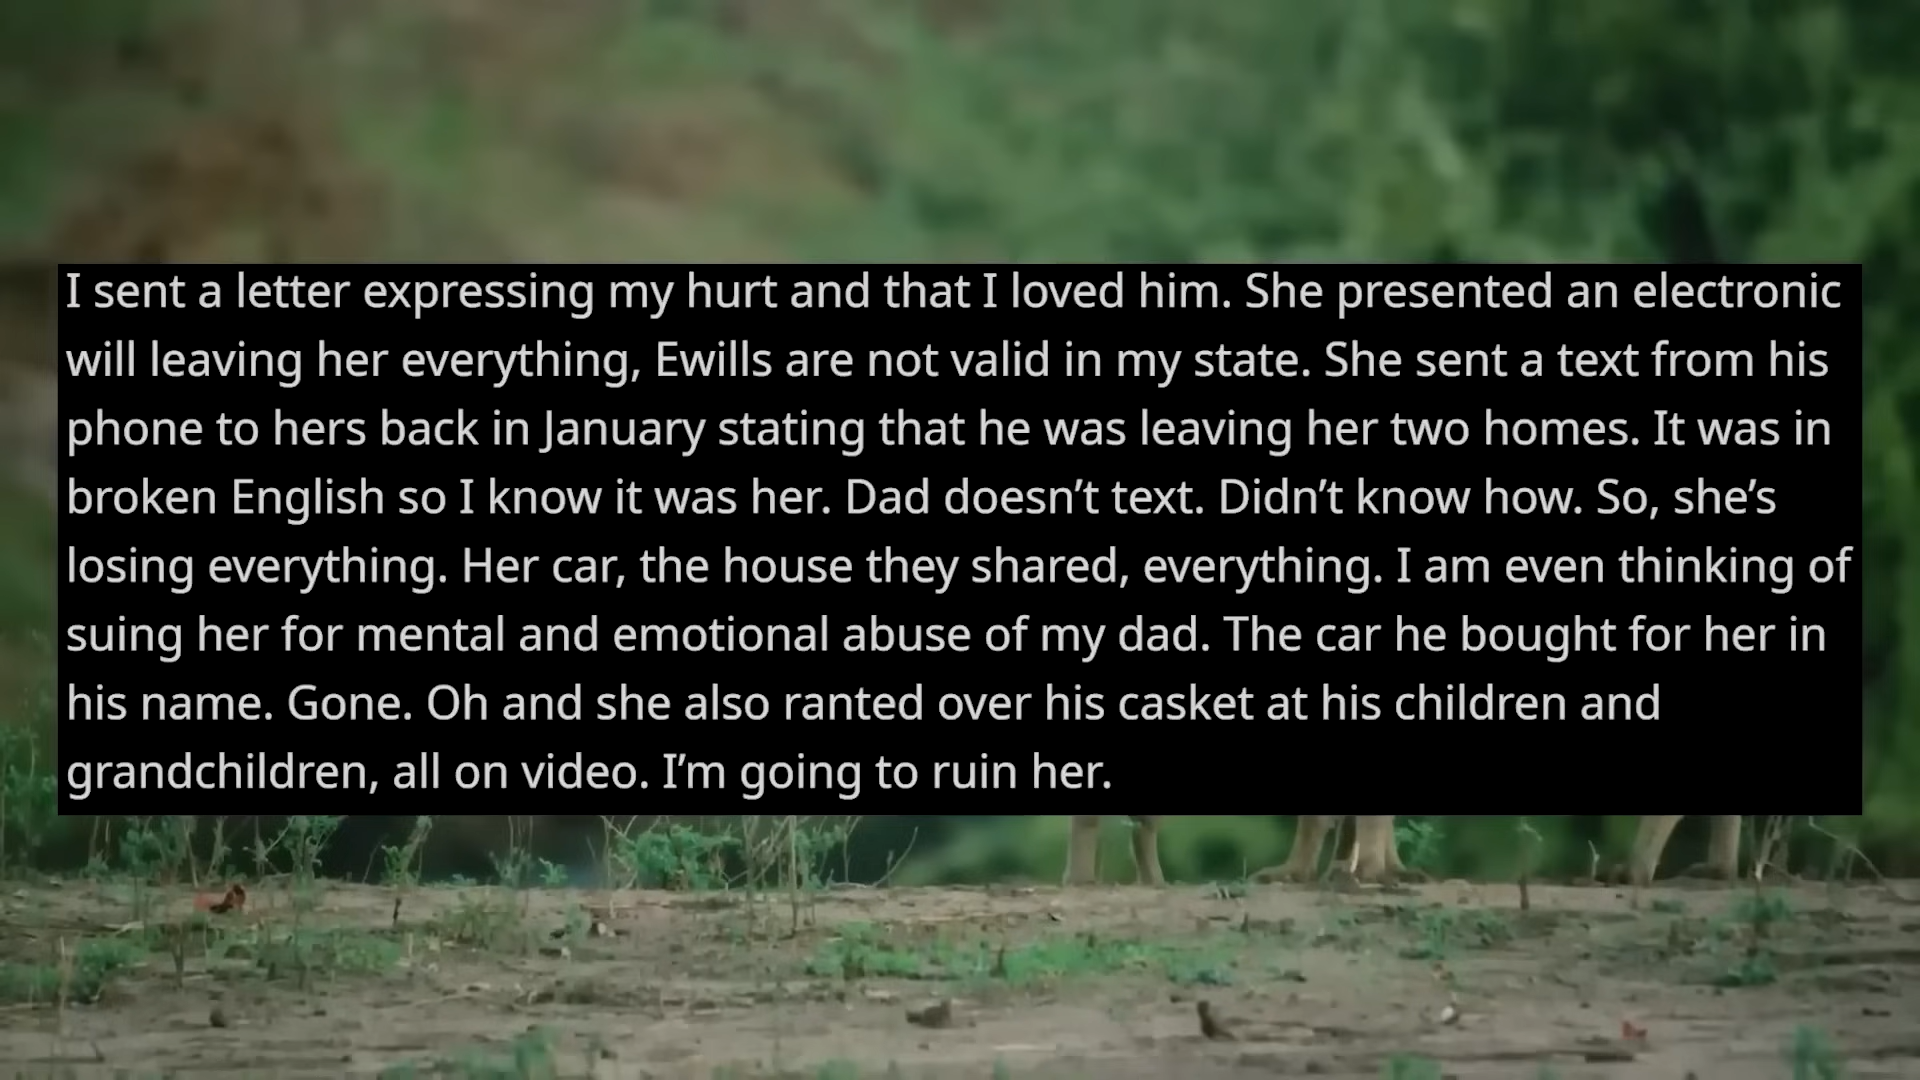 I sent a letter expressing my hurt and that I loved him. She presented an electronic
will leaving her everything, Ewills are not valid in my state. She sent a text from his
phone to hers back in January stating that he was leaving her two homes. It was in
broken English so I know it was her. Dad doesn’t text. Didn’t know how. So, she’s
losing everything. Her car, the house they shared, everything. I am even thinking of
suing her for mental and emotional abuse of my dad. The car he bought for her in
his name. Gone. Oh and she also ranted over his casket at his children and
grandchildren, all on video. I’m going to ruin her.